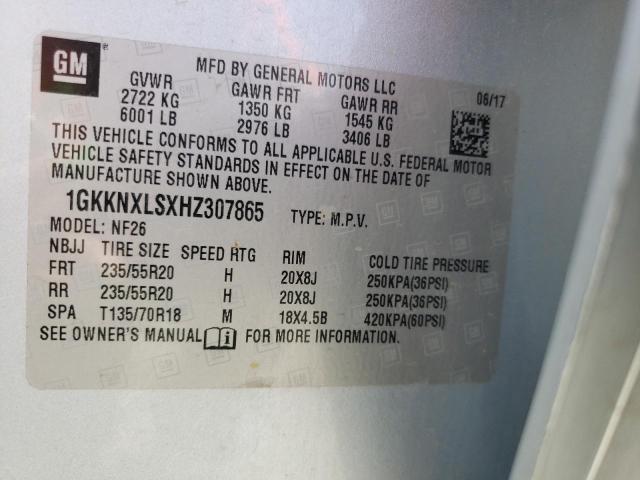 GM ®
MFD BY GENERAL MOTORS LLC
06/17
GVWR GAWR FRT GAWR RR
2722 KG 1350 KG 1545 KG
6001 LB 2976 LB 3406 LB
THIS VEHICLE CONFORMS TO ALL APPLICABLE U.S. FEDERAL MOTOR
VEHICLE SAFETY STANDARDS IN EFFECT ON THE DATE OF
MANUFACTURE SHOWN ABOVE.
1GKKNXLSXHZ307865 TYPE: M.P.V.
MODEL: NF26
NBJJ TIRE SIZE SPEED RTG RIM COLD TIRE PRESSURE
FRT 235/55R20 H 20X8J 250KPA(36PSI)
RR 235/55R20 H 20X8J 250KPA(36PSI)
SPA T135/70R18 M 18X4.5B 420KPA(60PSI)
SEE OWNER'S MANUAL FOR MORE INFORMATION.